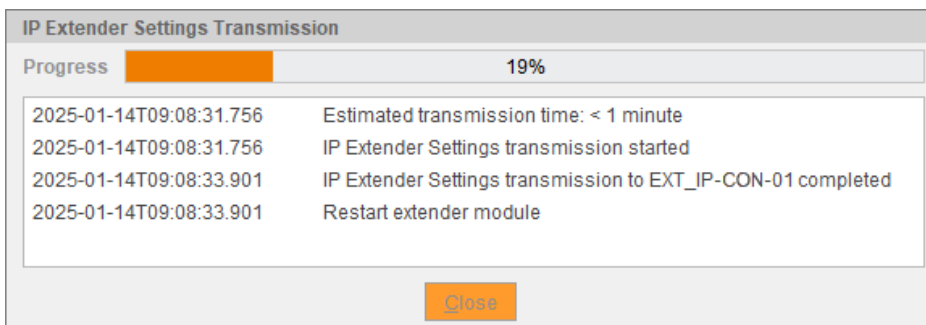 IP Extender Settings Transmission
Progress 19%
2025-01-14T09:08:31.756 Estimated transmission time: < 1 minute
2025-01-14T09:08:31.756 IP Extender Settings transmission started
2025-01-14T09:08:33.901 IP Extender Settings transmission to EXT_IP-CON-01 completed
2025-01-14T09:08:33.901 Restart extender module
Close